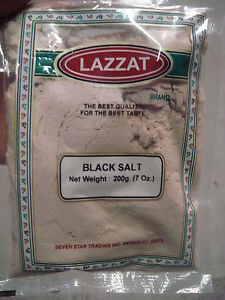 LAZZAT
BRAND
THE BEST QUALITY
FOR THE BEST TASTE
BLACK SALT
Net Weight : 200g. (7 Oz.)
SEVEN STAR TRADING INC.